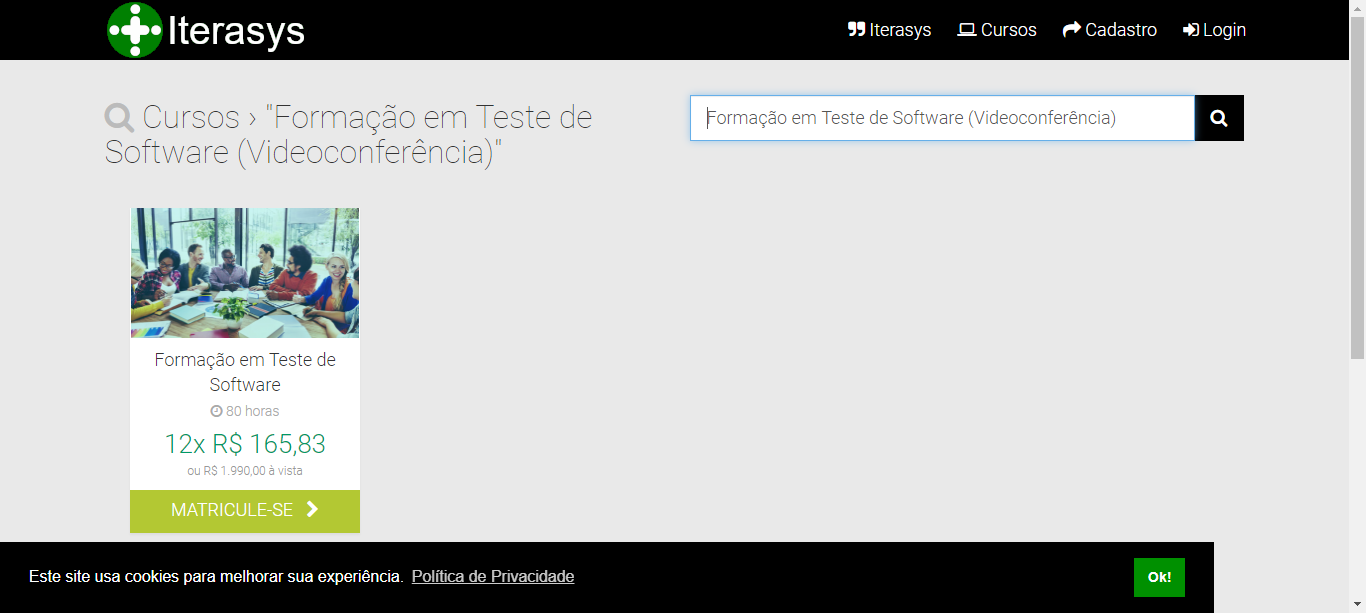 Iterasys
Iterasys
Cursos
Cadastro
Login
Cursos › "Formação em Teste de
Software (Videoconferência)"
Formação em Teste de Software (Videoconferência)
Formação em Teste de
Software
80 horas
12x R$ 165,83
ou R$ 1.990,00 à vista
MATRICULE-SE
Este site usa cookies para melhorar sua experiência. Política de Privacidade
Ok!